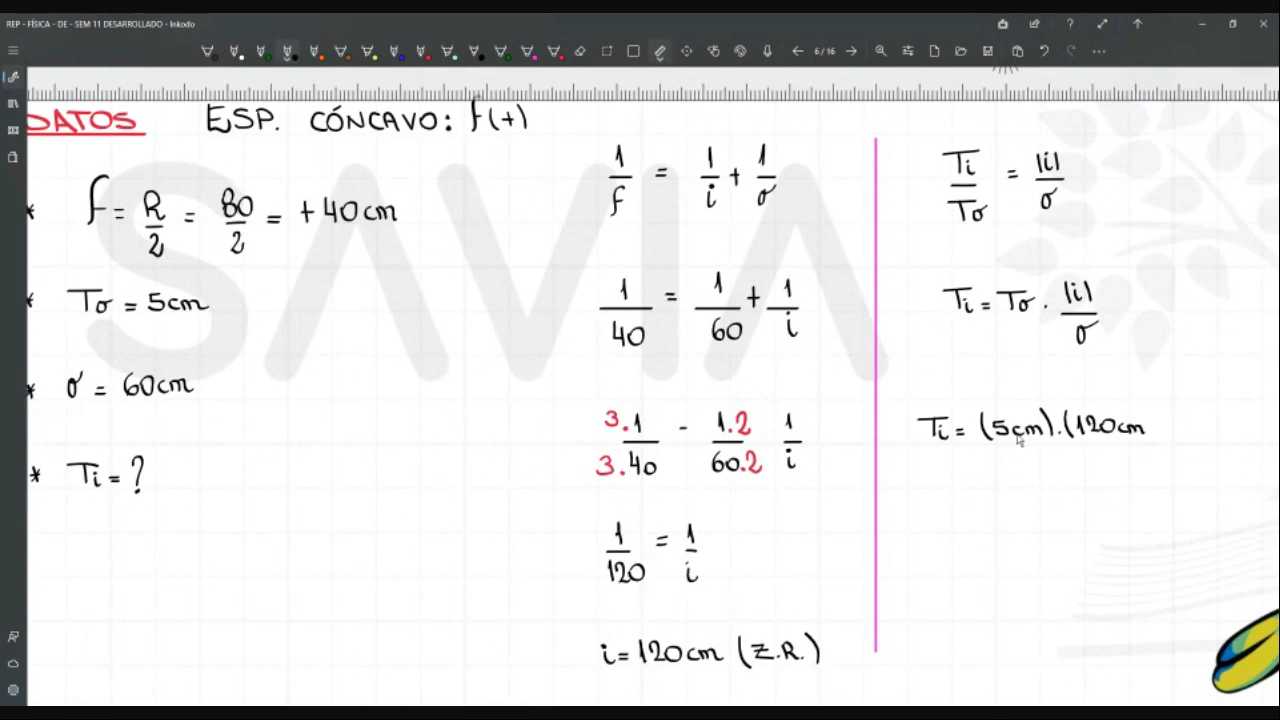 REP - FÍSICA - DE - SEM 11 DESARROLLADO - Inkodo
6/16
DATOS ESP. CÓNCAVO: f(+)
* f = R/2 = 80/2 = +40cm
* To = 5cm
* o = 60cm
* Ti = ?
1/f = 1/i + 1/o
1/40 = 1/60 + 1/i
3.1/3.40 - 1.2/60.2 1/i
1/120 = 1/i
i = 120cm (Z.R.)
Ti/To = |i|/o
Ti = To . |i|/o
Ti = (5cm).(120cm
SAVIA